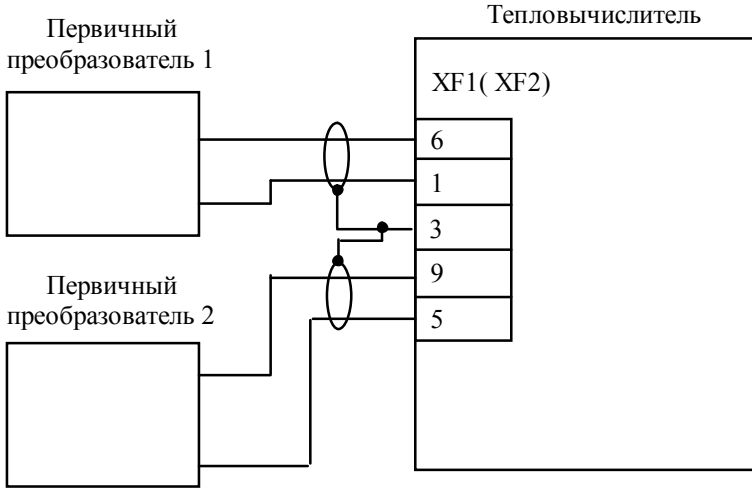 Тепловычислитель
Первичный
преобразователь 1
XF1( XF2)
6
1
3
9
5
Первичный
преобразователь 2